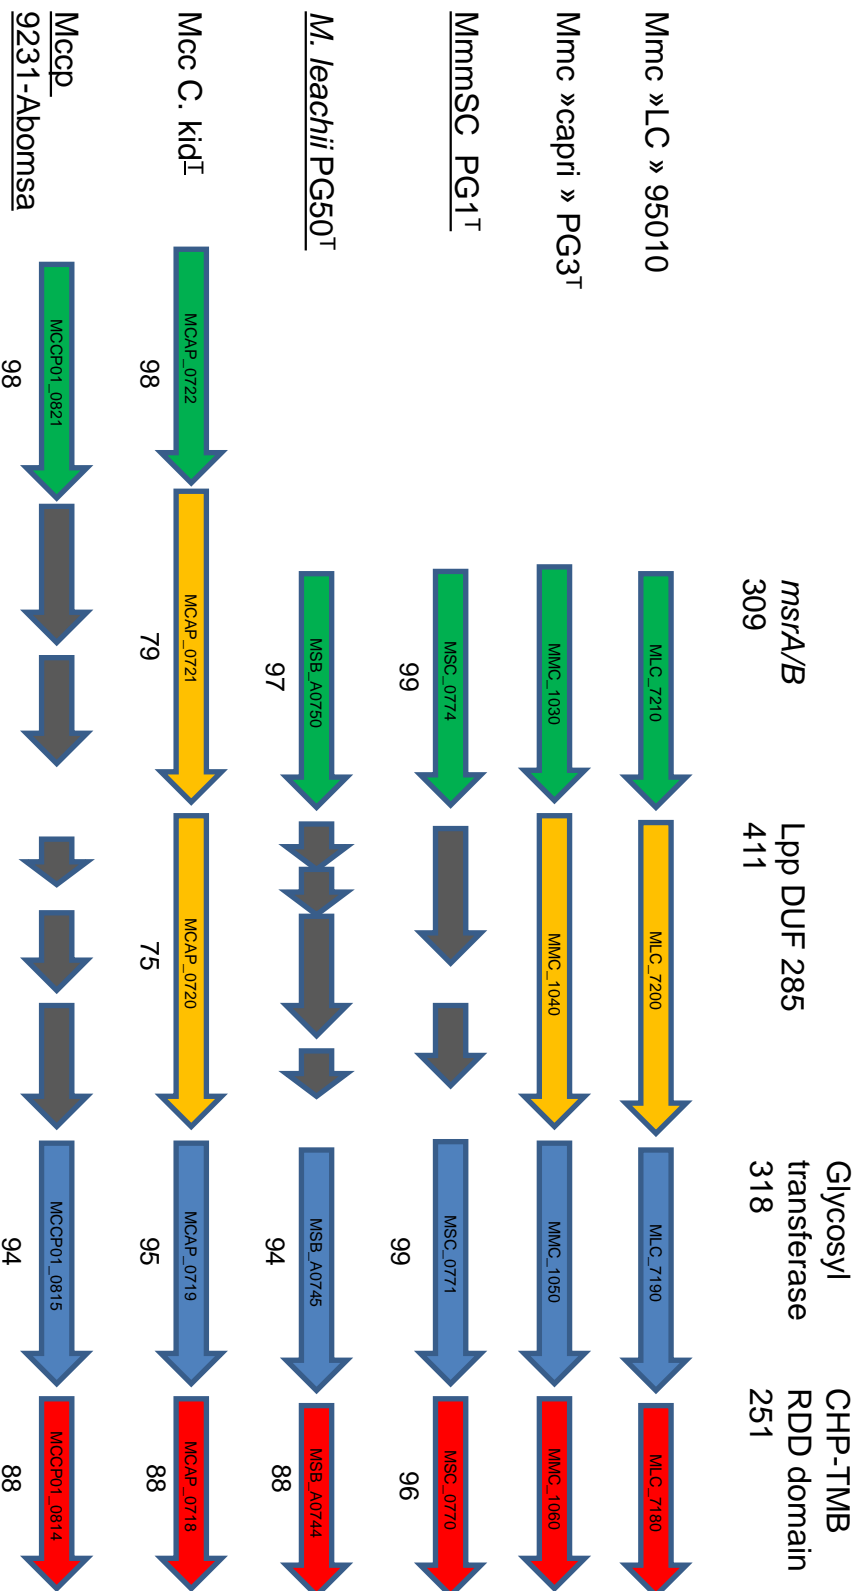 msrA/B
309
Lpp DUF 285
411
Glycosyl
transferase
318
CHP-TMB
RDD domain
251
Mmc »LC » 95010
MLC_7210
MLC_7200
MLC_7190
MLC_7180
Mmc »capri » PG3ᵀ
MMC_1030
MMC_1040
MMC_1050
MMC_1060
MmmSC PG1ᵀ
MSC_0774
MSC_0771
MSC_0770
99
99
96
M. leachii PG50ᵀ
MSB_A0750
MSB_A0745
MSB_A0744
97
94
88
Mcc C. kidᵀ
MCAP_0722
MCAP_0721
MCAP_0720
MCAP_0719
MCAP_0718
98
79
75
95
88
Mccp
9231-Abomsa
MCCP01_0821
MCCP01_0815
MCCP01_0814
98
94
88